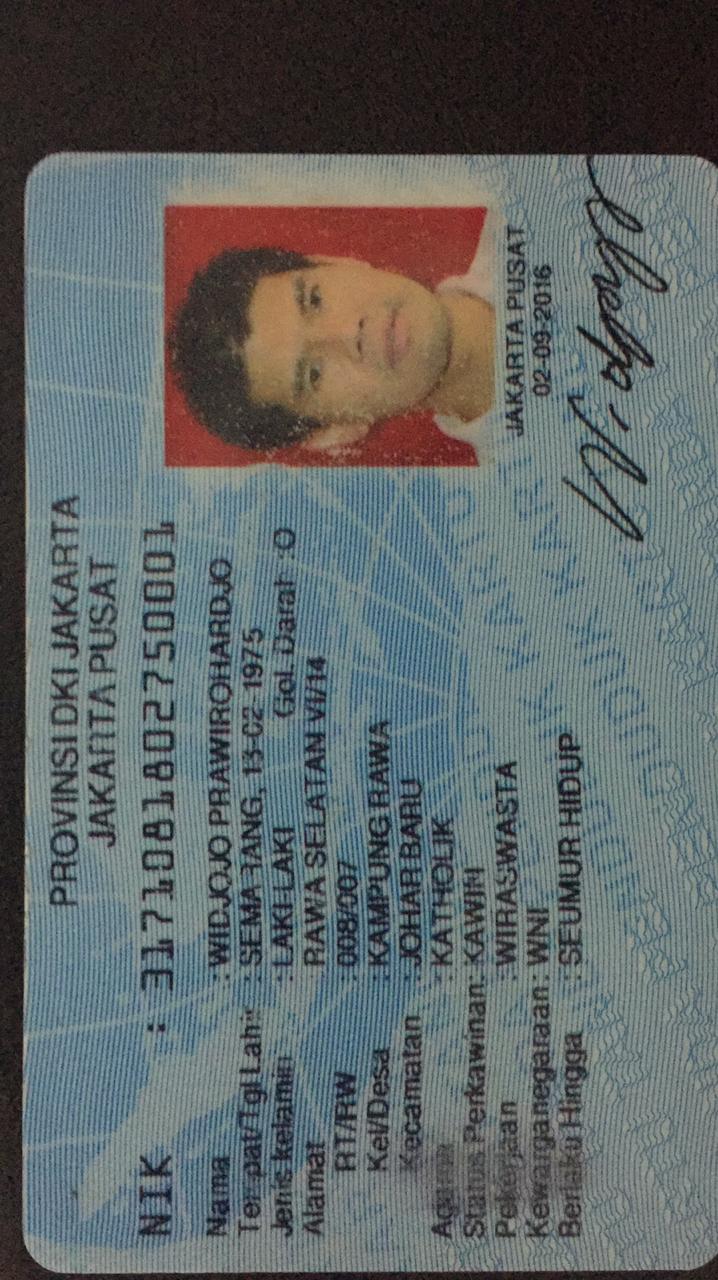 PROVINSI DKI JAKARTA
JAKARTA PUSAT
NIK : 3171081802750001
Nama : WIDJOJO PRAWIROHARDJO
Tempat/Tgl Lahir : SEMARANG, 18-02-1975
Jenis kelamin : LAKI-LAKI Gol. Darah : O
Alamat : RAWA SELATAN VI/14
RT/RW : 008/007
Kel/Desa : KAMPUNG RAWA
Kecamatan : JOHAR BARU
Agama : KATHOLIK
Status Perkawinan: KAWIN
Pekerjaan : WIRASWASTA
Kewarganegaraan : WNI
Berlaku Hingga : SEUMUR HIDUP
JAKARTA PUSAT
02-09-2016